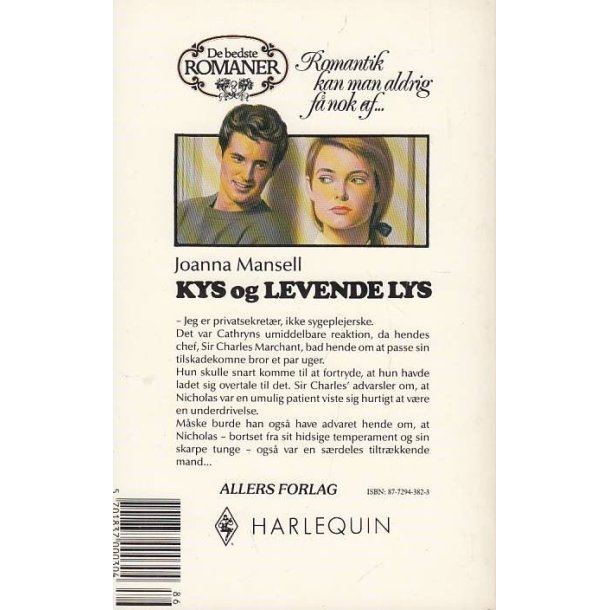 De bedste
ROMANER
Romantik
kan man aldrig
få nok af...
Joanna Mansell
KYS og LEVENDE LYS
– Jeg er privatsekretær, ikke sygeplejerske.
Det var Cathryns umiddelbare reaktion, da hendes
chef, Sir Charles Marchant, bad hende om at passe sin
tilskadekomne bror et par uger.
Hun skulle snart komme til at fortryde, at hun havde
ladet sig overtale til det. Sir Charles' advarsler om, at
Nicholas var en umulig patient viste sig hurtigt at være
en underdrivelse.
Måske burde han også have advaret hende om, at
Nicholas – bortset fra sit hidsige temperament og sin
skarpe tunge – også var en særdeles tiltrækkende
mand...
ALLERS FORLAG
ISBN: 87-7294-382-3
HARLEQUIN
5 701837 000304
86